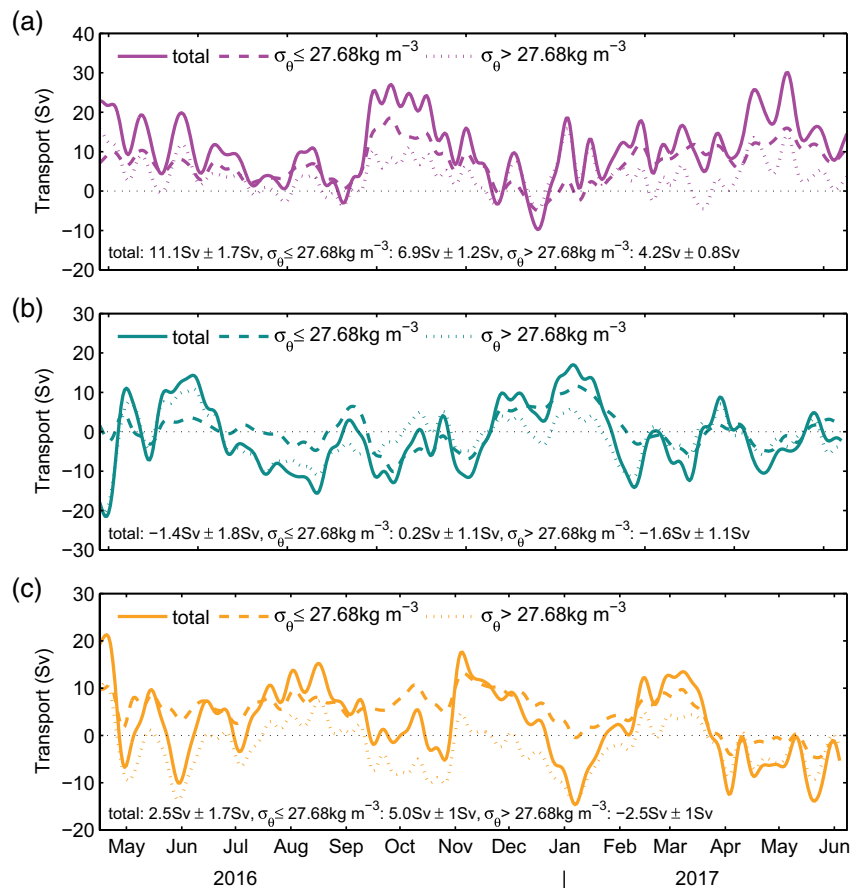 (a)
40
30
20
10
0
−10
−20
Transport (Sv)
total σθ ≤ 27.68kg m⁻³ σθ > 27.68kg m⁻³
total: 11.1Sv ± 1.7Sv, σθ ≤ 27.68kg m⁻³: 6.9Sv ± 1.2Sv, σθ > 27.68kg m⁻³: 4.2Sv ± 0.8Sv
(b)
30
20
10
0
−10
−20
−30
Transport (Sv)
total σθ ≤ 27.68kg m⁻³ σθ > 27.68kg m⁻³
total: −1.4Sv ± 1.8Sv, σθ ≤ 27.68kg m⁻³: 0.2Sv ± 1.1Sv, σθ > 27.68kg m⁻³: −1.6Sv ± 1.1Sv
(c)
30
20
10
0
−10
−20
Transport (Sv)
total σθ ≤ 27.68kg m⁻³ σθ > 27.68kg m⁻³
total: 2.5Sv ± 1.7Sv, σθ ≤ 27.68kg m⁻³: 5.0Sv ± 1Sv, σθ > 27.68kg m⁻³: −2.5Sv ± 1Sv
May Jun Jul Aug Sep Oct Nov Dec Jan Feb Mar Apr May Jun
2016 | 2017